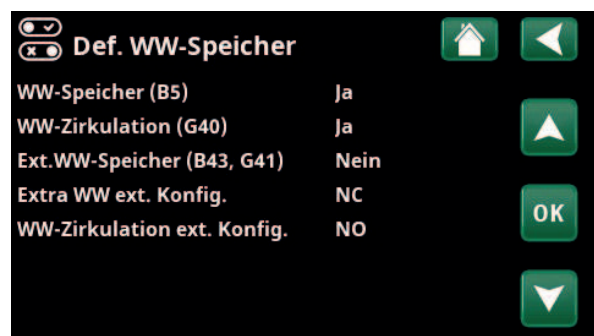 Def. WW-Speicher
WW-Speicher (B5) Ja
WW-Zirkulation (G40) Ja
Ext.WW-Speicher (B43, G41) Nein
Extra WW ext. Konfig. NC
OK
WW-Zirkulation ext. Konfig. NO